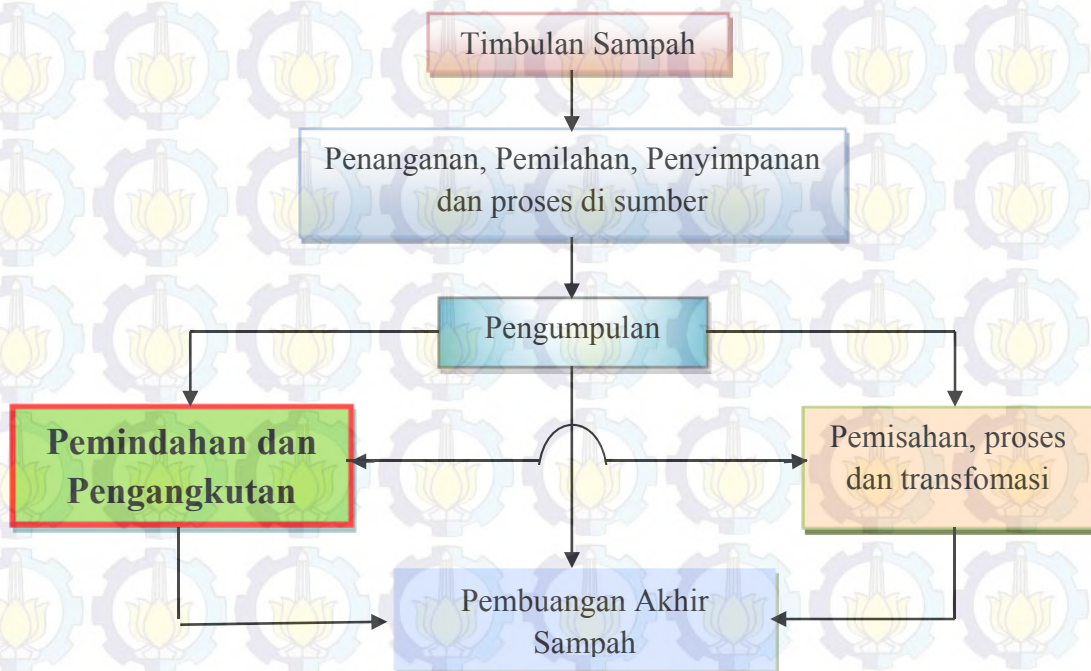 Timbulan Sampah
Penanganan, Pemilahan, Penyimpanan
dan proses di sumber
Pengumpulan
Pemindahan dan
Pengangkutan
Pemisahan, proses
dan transfomasi
Pembuangan Akhir
Sampah